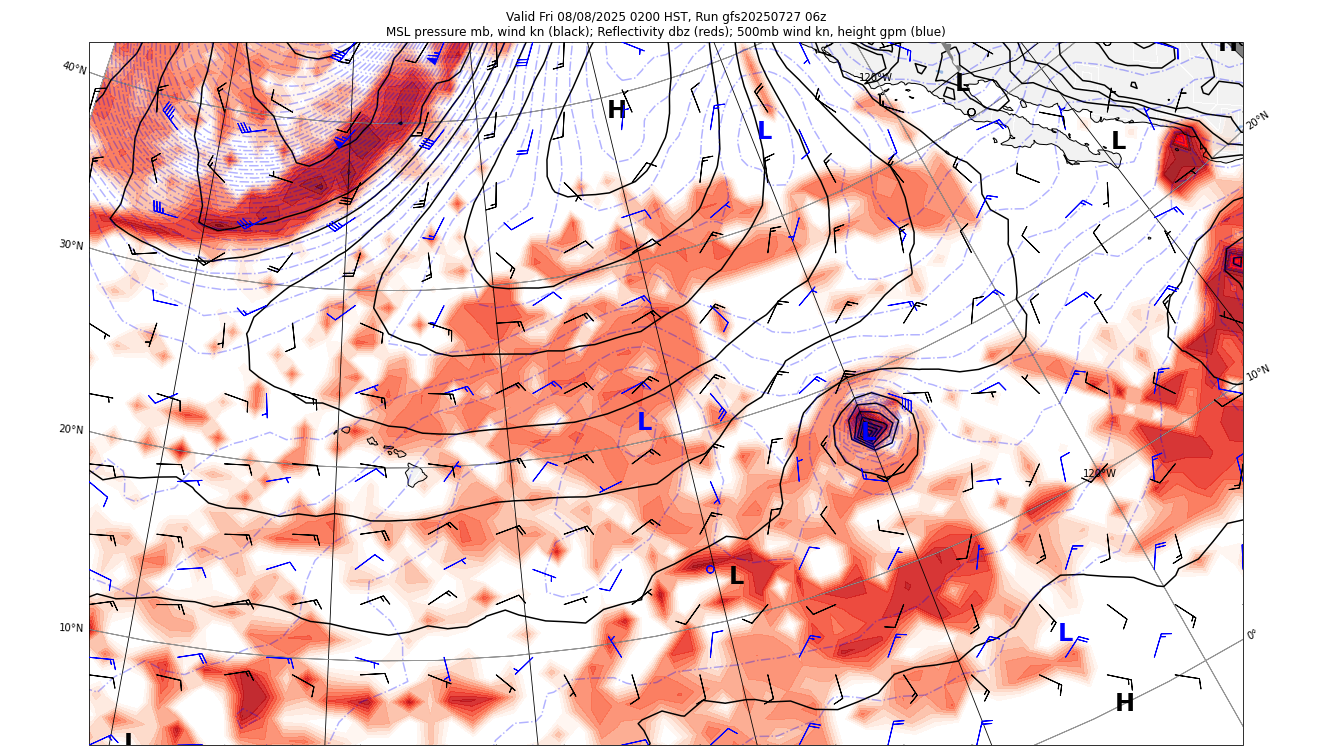 Valid Fri 08/08/2025 0200 HST, Run gfs20250727 06z
MSL pressure mb, wind kn (black); Reflectivity dbz (reds); 500mb wind kn, height gpm (blue)
H
40°N
120°W
L
H
L
L
20°N
30°N
10°N
L
20°N
L
120°W
L
10°N
L
0°
H
L